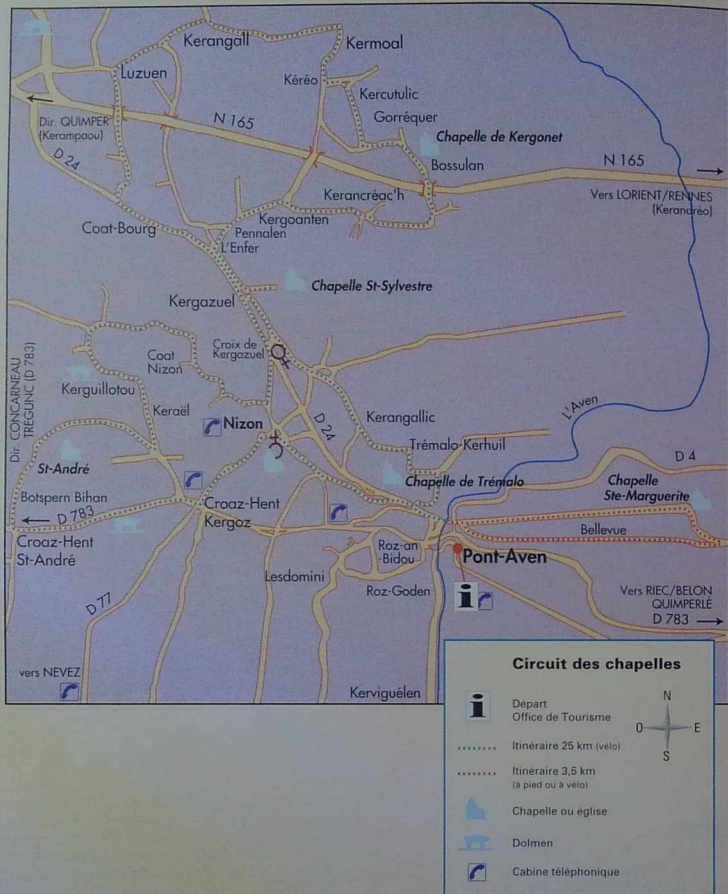 Kerangall
Kermoal
Luzuen
Kéréo
Kercutulic
Gorréquer
Dir. QUIMPER
(Kerampaou)
N 165
Chapelle de Kergonet
D 24
Bossulan
N 165
Kerancréac'h
Vers LORIENT/RENNES
(Kerandréo)
Kergoanten
Coat-Bourg
Pennalen
L'Enfer
Chapelle St-Sylvestre
Kergazuel
Croix de
Kergazuel
Coat
Nizon
Dir. CONCARNEAU
TRÉGUNC (D 783)
Kerguillotou
Keraël
Nizon
D 24
Kerangallic
L'Aven
Trémalo-Kerhuil
D 4
St-André
Chapelle de Trémalo
Chapelle
Ste-Marguerite
Botspern Bihan
D 783
Croaz-Hent
Kergoz
Bellevue
Croaz-Hent
St-André
Roz-an
-Bidou
Pont-Aven
Lesdomini
Roz-Goden
D 77
Vers RIEC/BELON
QUIMPERLÉ
D 783
vers NEVEZ
Kerviguélen
Circuit des chapelles
i Départ
Office de Tourisme
N
O E
S
Itinéraire 25 km (vélo)
Itinéraire 3,5 km
(à pied ou à vélo)
Chapelle ou église
Dolmen
Cabine téléphonique